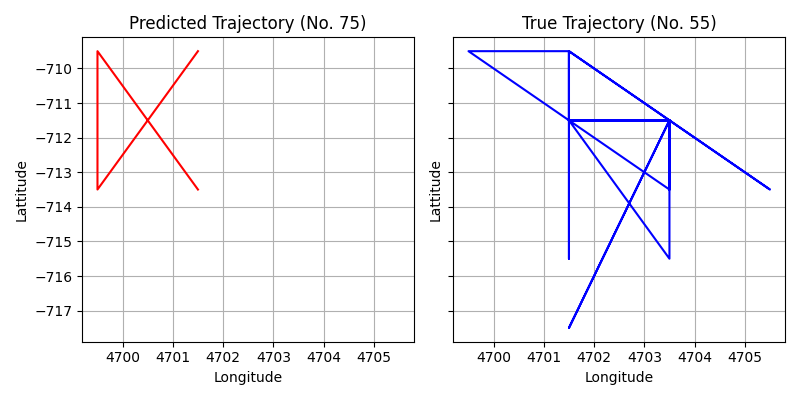 Predicted Trajectory (No. 75)
True Trajectory (No. 55)
Lattitude
−710
−711
−712
−713
−714
−715
−716
−717
4700 4701 4702 4703 4704 4705
Longitude
Lattitude
4700 4701 4702 4703 4704 4705
Longitude